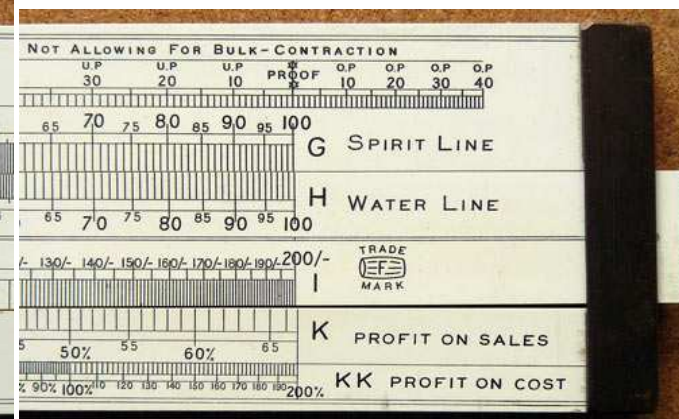 NOT ALLOWING FOR BULK-CONTRACTION
U.P U.P U.P PROOF O.P O.P O.P O.P
30 20 10 10 20 30 40
65 70 75 80 85 90 95 100
G SPIRIT LINE
H WATER LINE
65 70 75 80 85 90 95 100
130/- 140/- 150/- 160/- 170/- 180/- 190/- 200/-
TRADE
F
MARK
I
K PROFIT ON SALES
50% 55 60% 65
90% 100% 110 120 130 140 150 160 170 180 190 200%
KK PROFIT ON COST